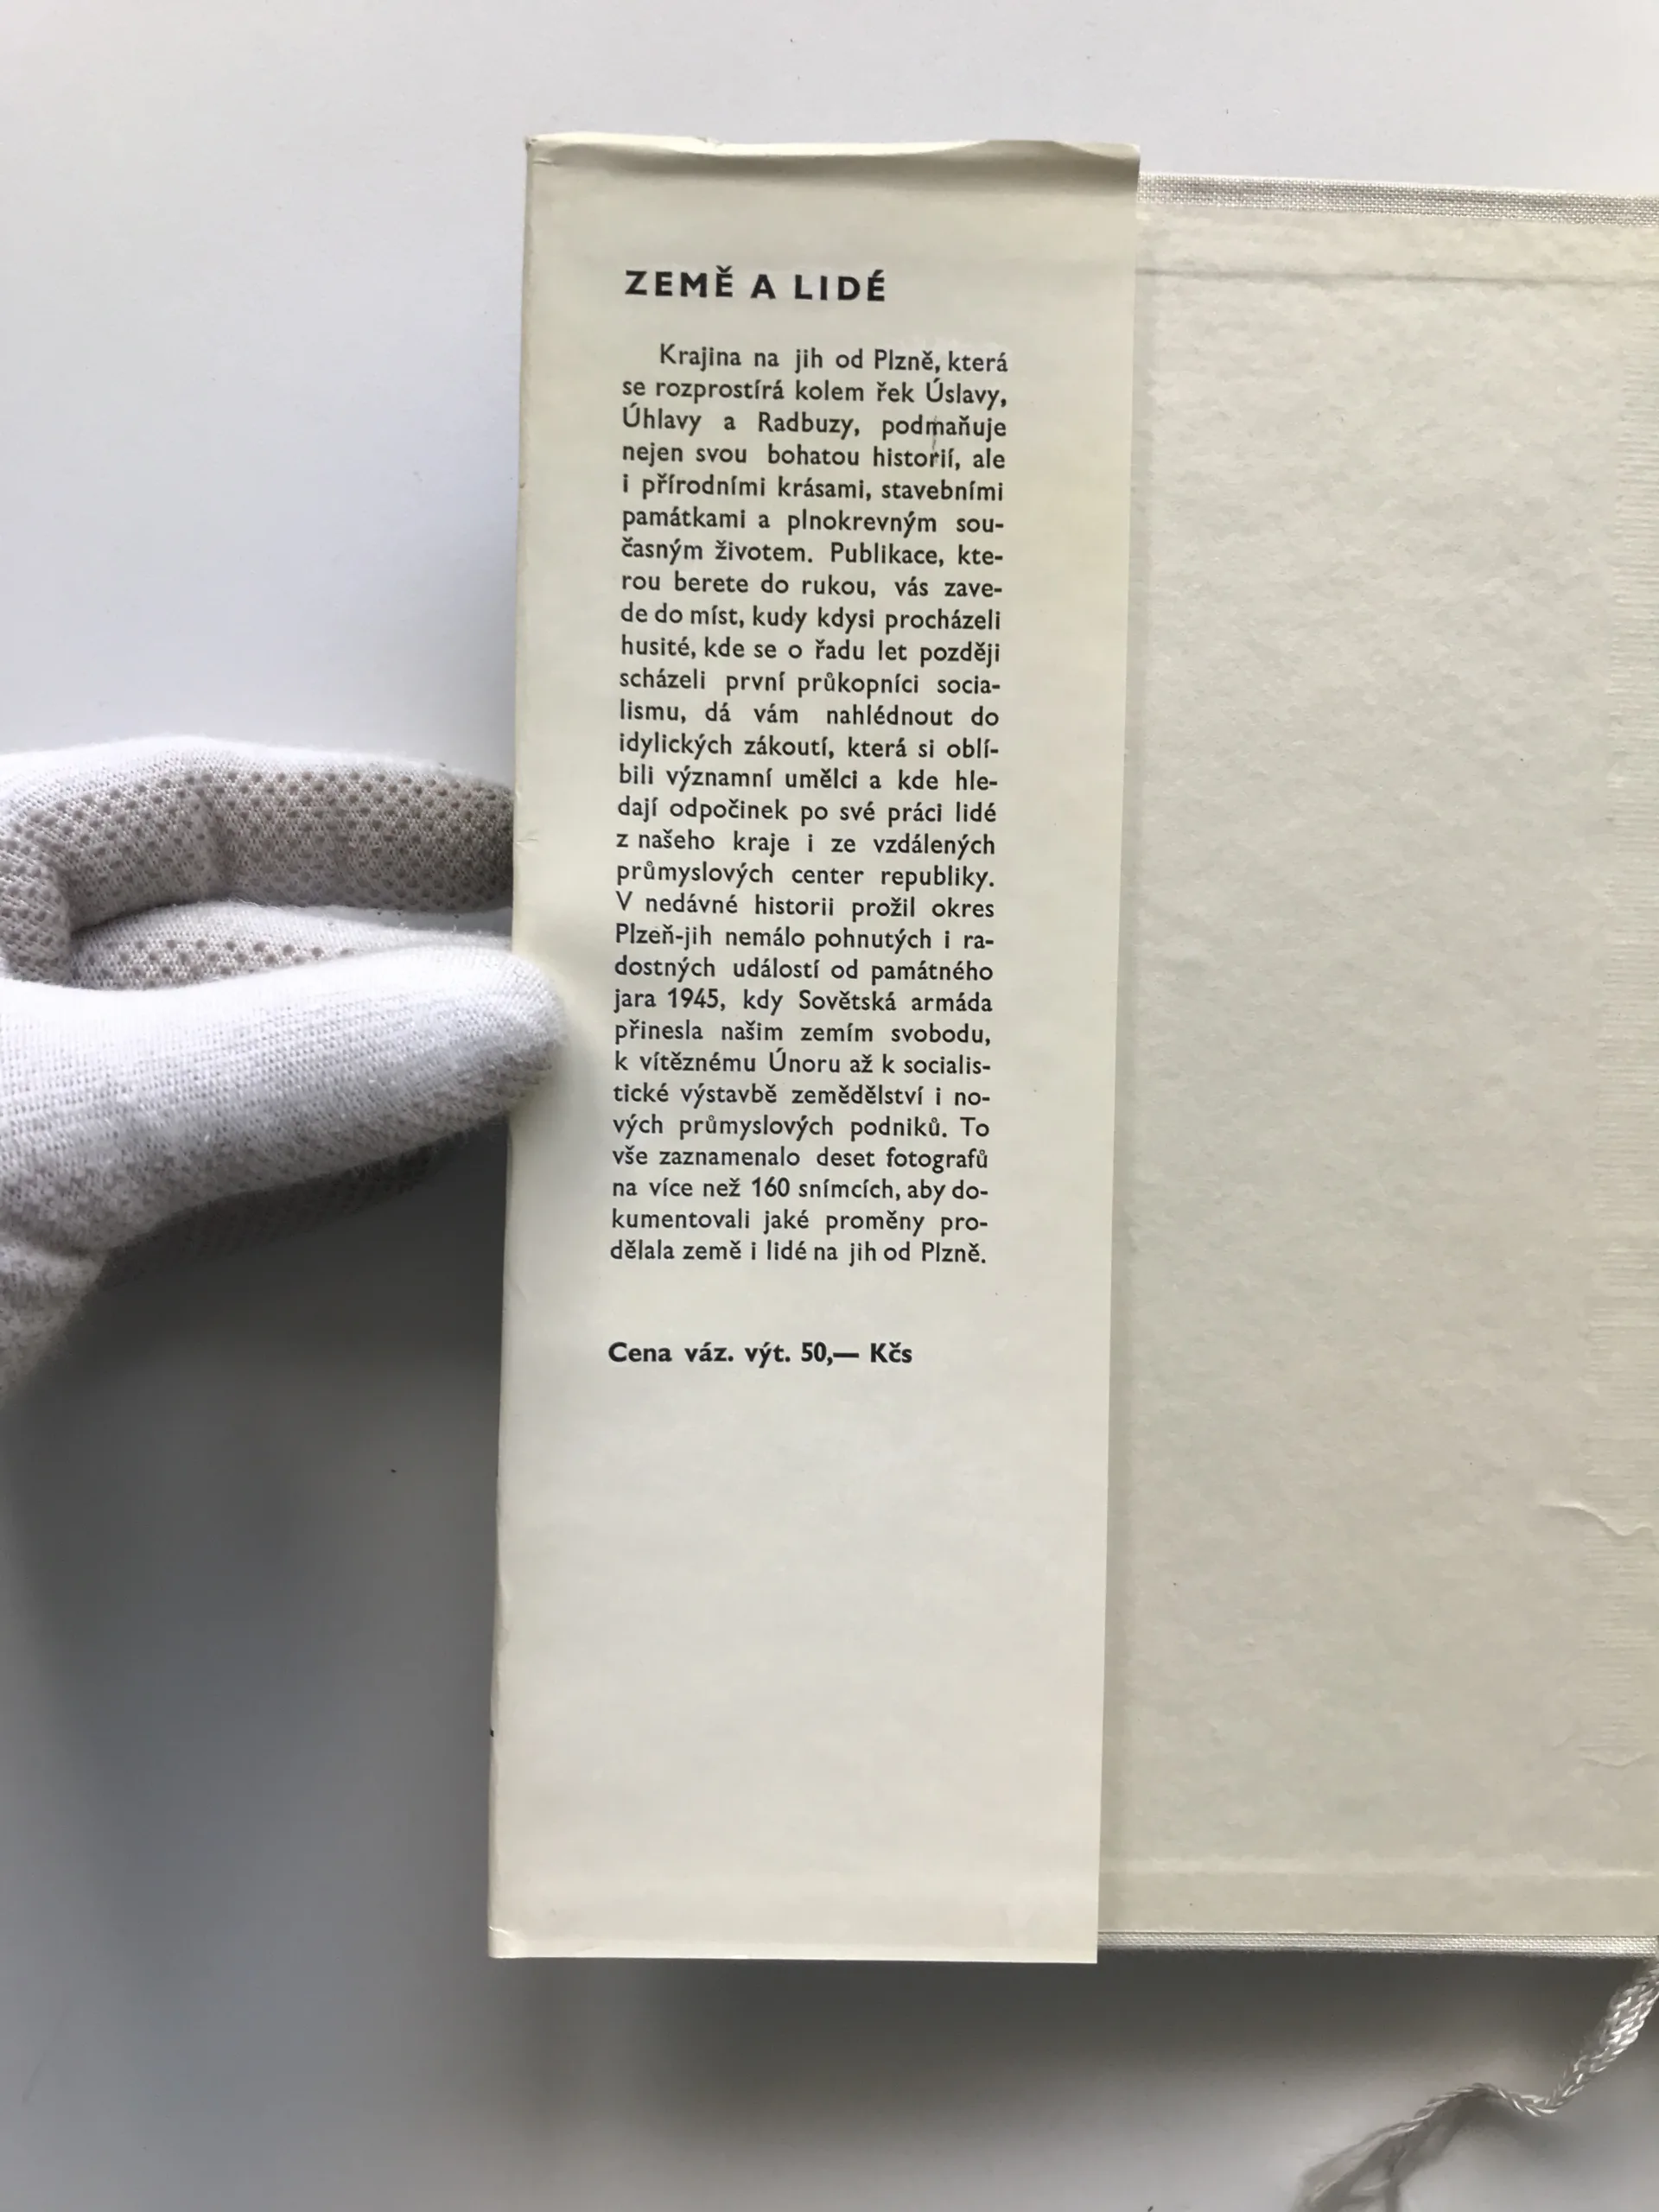 ZEMĚ A LIDÉ
Krajina na jih od Plzně, která
se rozprostírá kolem řek Úslavy,
Úhlavy a Radbuzy, podmaňuje
nejen svou bohatou historií, ale
i přírodními krásami, stavebními
památkami a plnokrevným sou-
časným životem. Publikace, kte-
rou berete do rukou, vás zave-
de do míst, kudy kdysi procházeli
husité, kde se o řadu let později
scházeli první průkopníci socia-
lismu, dá vám nahlédnout do
idylických zákoutí, která si oblí-
bili významní umělci a kde hle-
dají odpočinek po své práci lidé
z našeho kraje i ze vzdálených
průmyslových center republiky.
V nedávné historii prožil okres
Plzeň-jih nemálo pohnutých i ra-
dostných událostí od památného
jara 1945, kdy Sovětská armáda
přinesla našim zemím svobodu,
k vítěznému Únoru až k socialis-
tické výstavbě zemědělství i no-
vých průmyslových podniků. To
vše zaznamenalo deset fotografů
na více než 160 snímcích, aby do-
kumentovali jaké proměny pro-
dělala země i lidé na jih od Plzně.
Cena váz. výt. 50,— Kčs